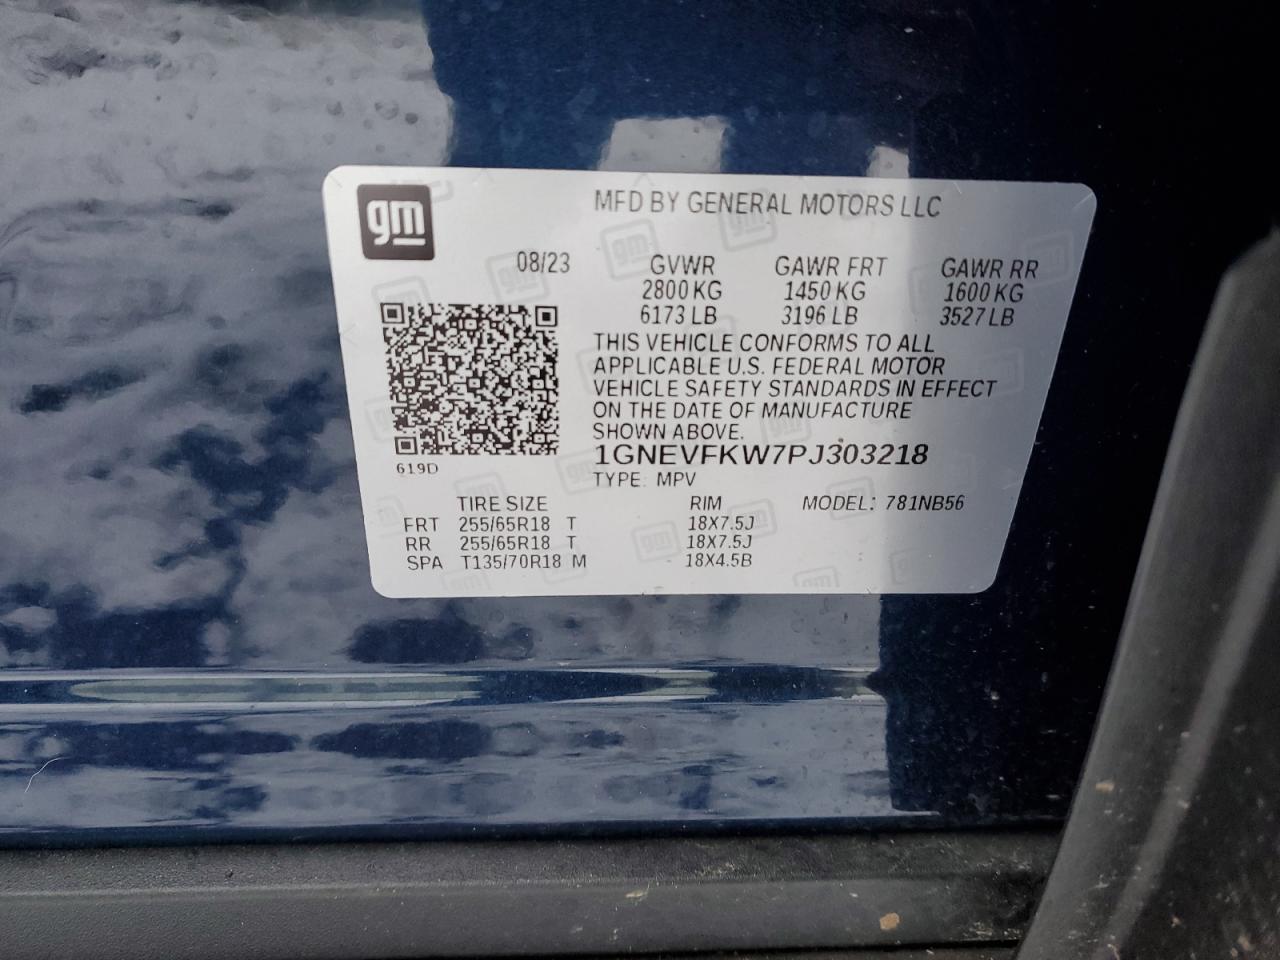 gm
MFD BY GENERAL MOTORS LLC
08/23 GVWR GAWR FRT GAWR RR
2800 KG 1450 KG 1600 KG
6173 LB 3196 LB 3527 LB
THIS VEHICLE CONFORMS TO ALL
APPLICABLE U.S. FEDERAL MOTOR
VEHICLE SAFETY STANDARDS IN EFFECT
ON THE DATE OF MANUFACTURE
SHOWN ABOVE.
1GNEVFKW7PJ303218
619D
TYPE: MPV
TIRE SIZE RIM MODEL: 781NB56
FRT 255/65R18 T 18X7.5J
RR 255/65R18 T 18X7.5J
SPA T135/70R18 M 18X4.5B